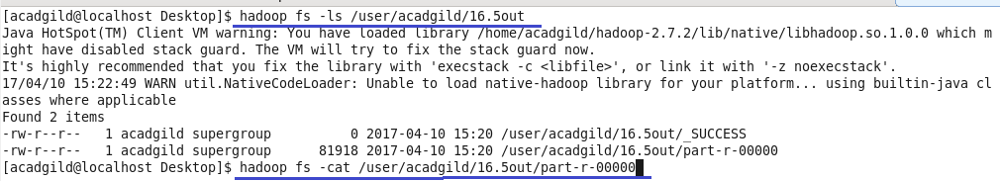 [acadgild@localhost Desktop]$ hadoop fs -ls /user/acadgild/16.5out
Java HotSpot(TM) Client VM warning: You have loaded library /home/acadgild/hadoop-2.7.2/lib/native/libhadoop.so.1.0.0 which m
ight have disabled stack guard. The VM will try to fix the stack guard now.
It's highly recommended that you fix the library with 'execstack -c <libfile>', or link it with '-z noexecstack'.
17/04/10 15:22:49 WARN util.NativeCodeLoader: Unable to load native-hadoop library for your platform... using builtin-java cl
asses where applicable
Found 2 items
-rw-r--r--   1 acadgild supergroup          0 2017-04-10 15:20 /user/acadgild/16.5out/_SUCCESS
-rw-r--r--   1 acadgild supergroup      81918 2017-04-10 15:20 /user/acadgild/16.5out/part-r-00000
[acadgild@localhost Desktop]$ hadoop fs -cat /user/acadgild/16.5out/part-r-00000